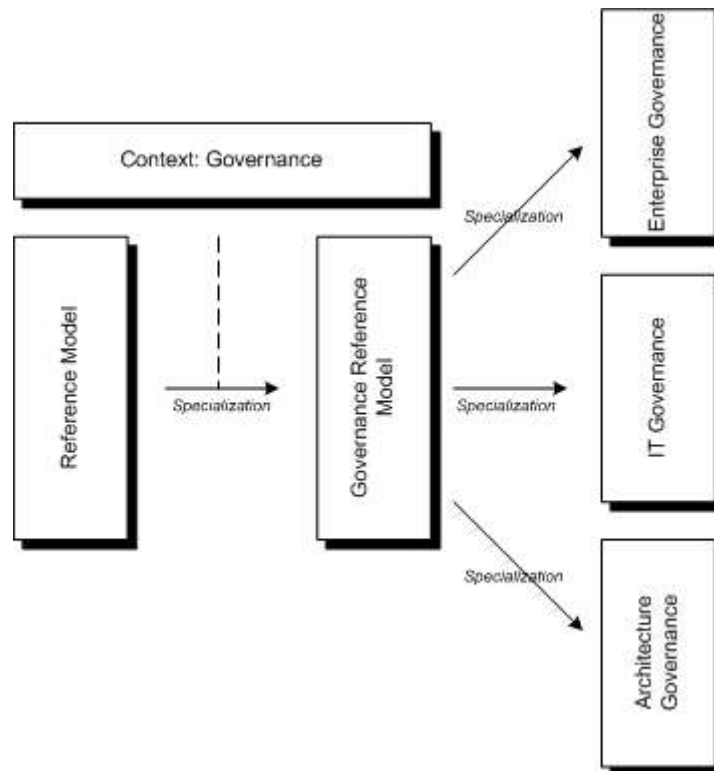 Context: Governance
Reference Model
Specialization
Governance Reference
Model
Specialization
Specialization
Specialization
Enterprise Governance
IT Governance
Architecture
Governance